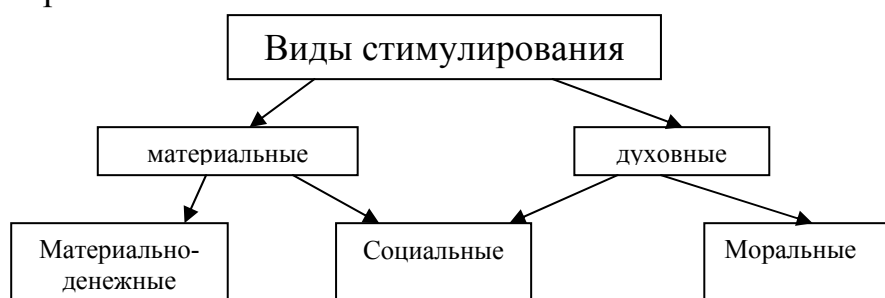 Виды стимулирования
материальные
духовные
Материально-
денежные
Социальные
Моральные